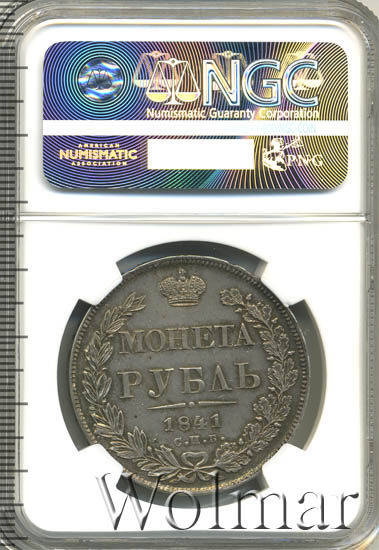 NGC
Numismatic Guaranty Corporation
AMERICAN
NUMISMATIC
ASSOCIATION
PNG
МОНЕТА
РУБЛЬ
1841
С.П.Б.
Wolmar